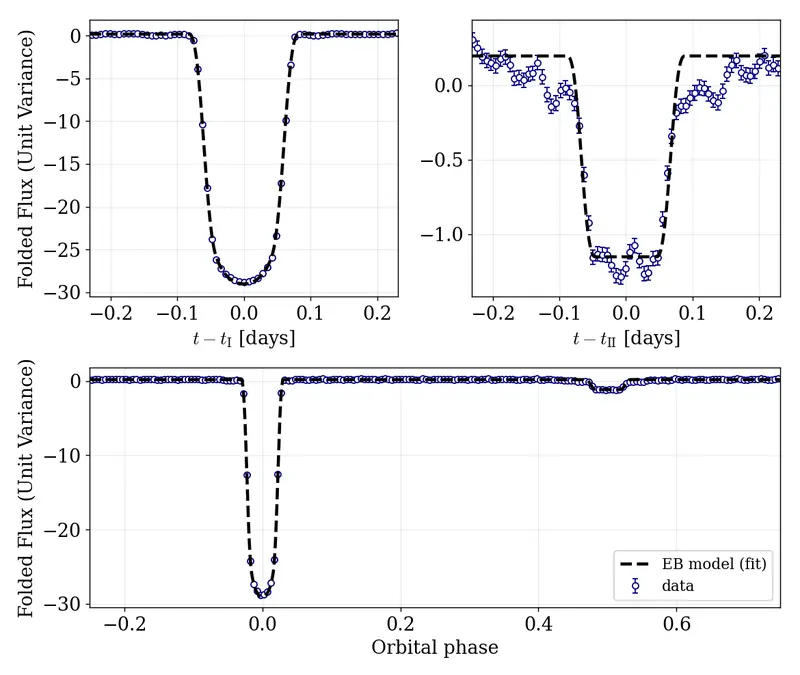 Folded Flux (Unit Variance)
0
−5
−10
−15
−20
−25
−30
−0.2 −0.1 0.0 0.1 0.2
t − tI [days]
0.0
−0.5
−1.0
−0.2 −0.1 0.0 0.1 0.2
t − tII [days]
Folded Flux (Unit Variance)
0
−10
−20
−30
−0.2 0.0 0.2 0.4 0.6
Orbital phase
EB model (fit)
data